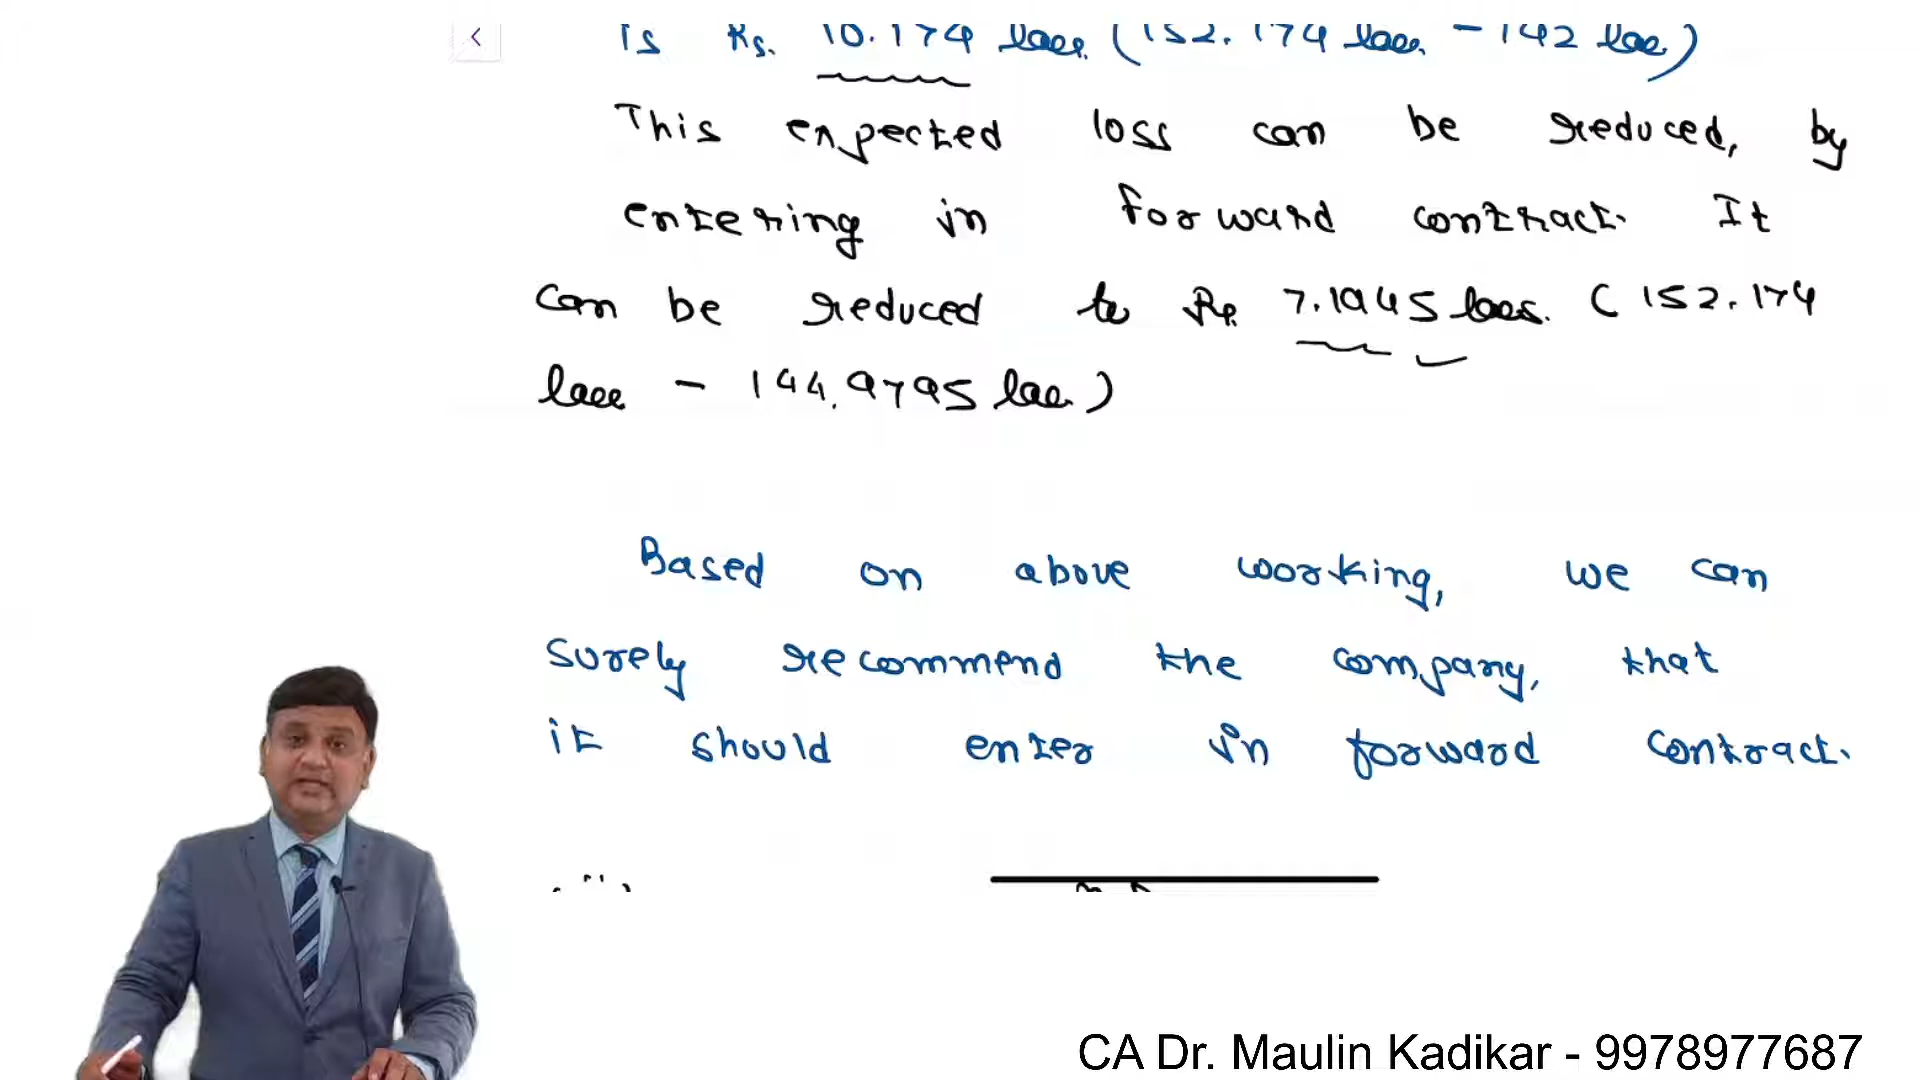 is Rs. 10.174 lacs. (152.174 lacs. - 142 lac.)
This expected loss can be reduced, by
entering in forward contract. It
can be reduced to Rs. 7.1945 lacs. (152.174
lacs - 144.9795 lac.)
Based on above working, we can
surely recommend the company, that
it should enter in forward contract.
CA Dr. Maulin Kadikar - 9978977687